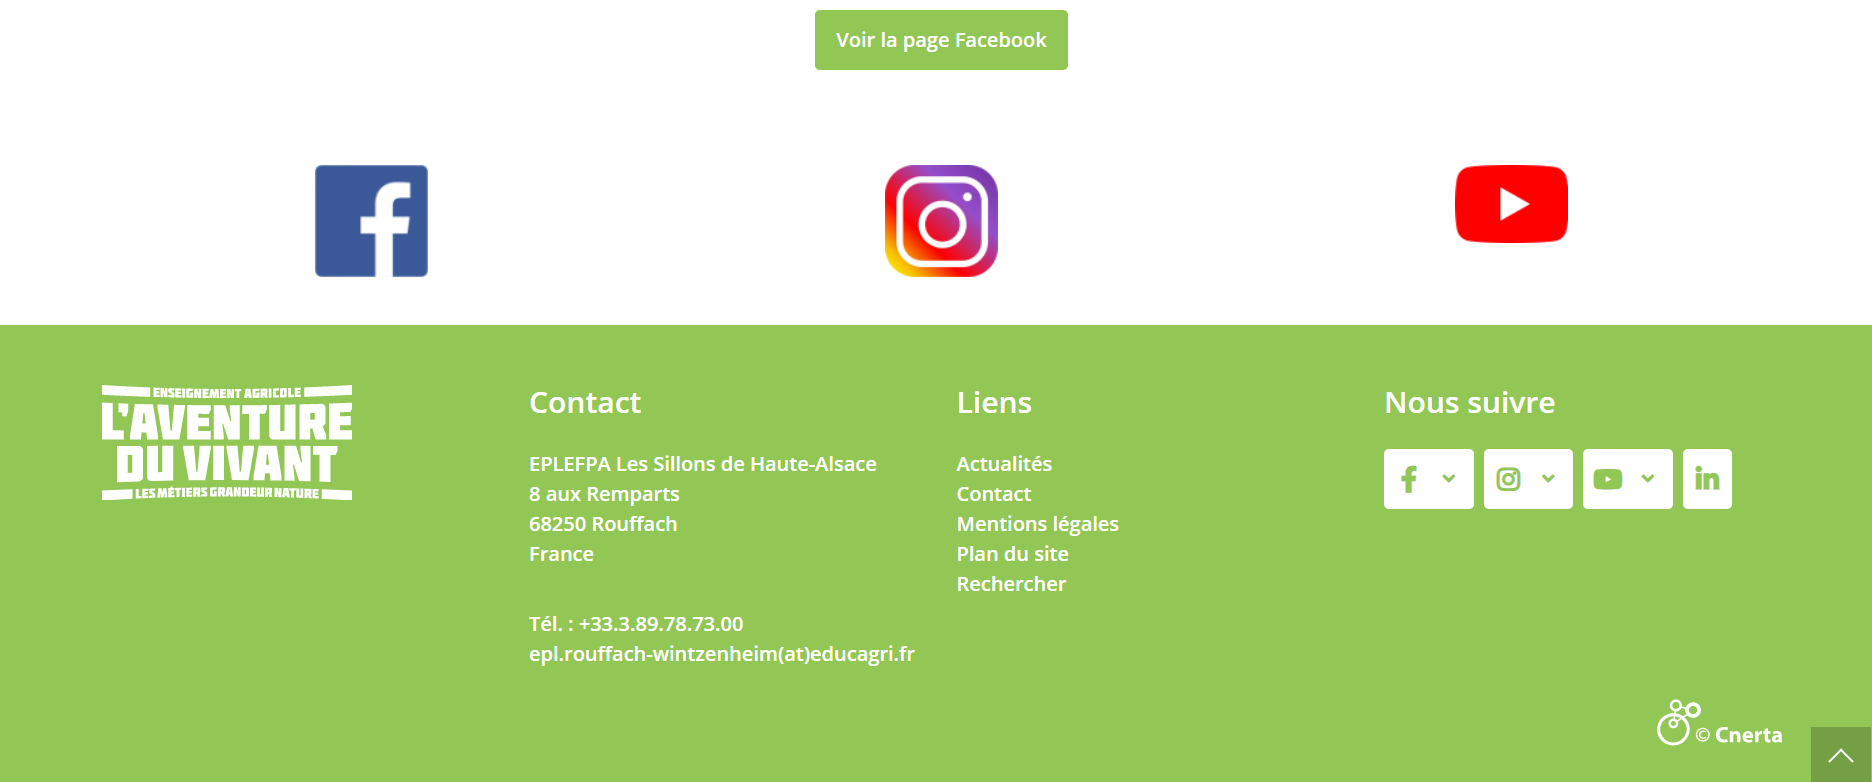 Voir la page Facebook
ENSEIGNEMENT AGRICOLE
L'AVENTURE
DU VIVANT
LES MÉTIERS GRANDEUR NATURE
Contact
EPLEFPA Les Sillons de Haute-Alsace
8 aux Remparts
68250 Rouffach
France
Tél. : +33.3.89.78.73.00
epl.rouffach-wintzenheim(at)educagri.fr
Liens
Actualités
Contact
Mentions légales
Plan du site
Rechercher
Nous suivre
© Cnerta